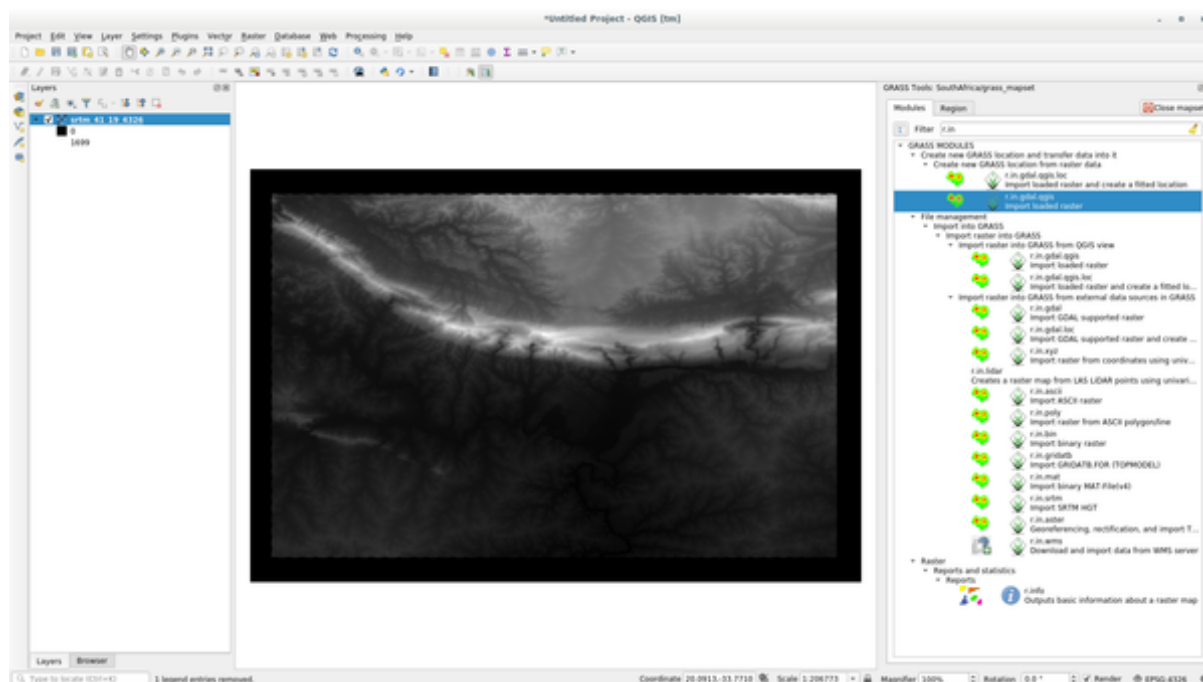 *Untitled Project - QGIS [tm]
Project Edit View Layer Settings Plugins Vector Raster Database Web Processing Help
Layers
srtm_41_19_4326
0
1699
Layers Browser
GRASS Tools: SouthAfrica/grass_mapset
Modules Region Close mapset
Filter r.in
GRASS MODULES
Create new GRASS location and transfer data into it
Create new GRASS location from raster data
r.in.gdal.qgis.loc
Import loaded raster and create a fitted location
r.in.gdal.qgis
Import loaded raster
File management
Import into GRASS
Import raster into GRASS
Import raster into GRASS from QGIS view
r.in.gdal.qgis
Import loaded raster
r.in.gdal.qgis.loc
Import loaded raster and create a fitted lo...
Import raster into GRASS from external data sources in GRASS
r.in.gdal
Import GDAL supported raster
r.in.gdal.loc
Import GDAL supported raster and create ...
r.in.xyz
Import raster from coordinates using univ...
r.in.lidar
Creates a raster map from LAS LiDAR points using univari...
r.in.ascii
Import ASCII raster
r.in.poly
Import raster from ASCII polygon/line
r.in.bin
Import binary raster
r.in.gridatb
Import GRIDATB.FOR (TOPMODEL)
r.in.mat
Import binary MAT-File(v4)
r.in.srtm
Import SRTM HGT
r.in.aster
Georeferencing, rectification, and import T...
r.in.wms
Download and import data from WMS server
Raster
Reports and statistics
Reports
r.info
Outputs basic information about a raster map
Type to locate (Ctrl+K) 1 legend entries removed. Coordinate 20.0913,-33.7710 Scale 1:206773 Magnifier 100% Rotation 0.0 ° Render EPSG:4326